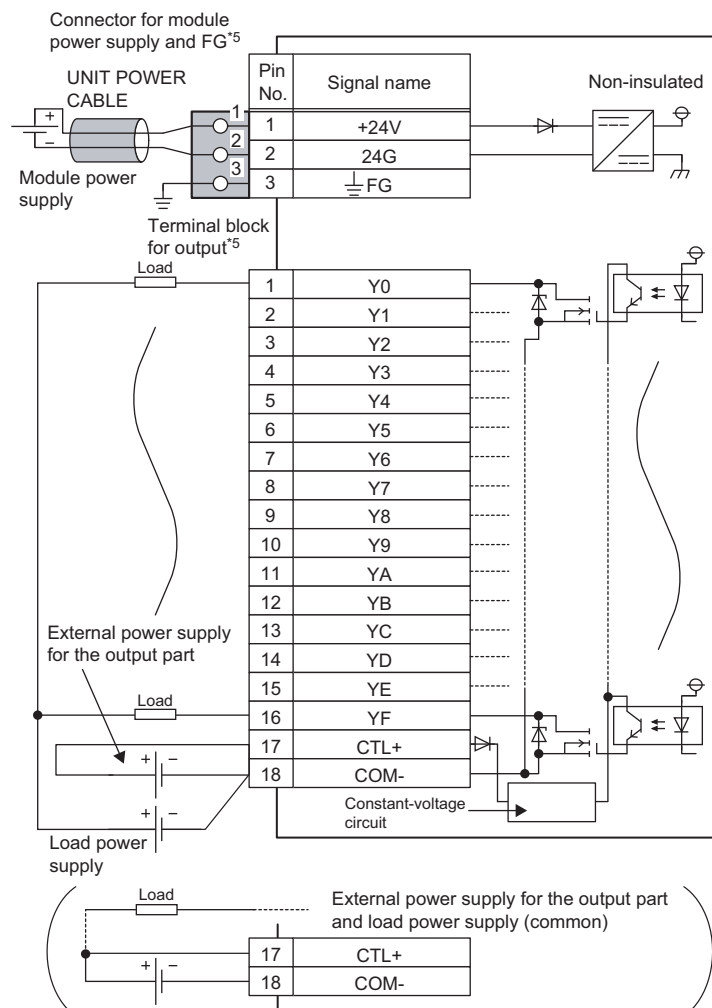 Connector for module
power supply and FG*5
UNIT POWER
CABLE
+
−
Module power
supply
1
2
3
Pin
No.
Signal name
1 +24V
2 24G
3 FG
Non-insulated
Terminal block
for output*5
Load
1 Y0
2 Y1
3 Y2
4 Y3
5 Y4
6 Y5
7 Y6
8 Y7
9 Y8
10 Y9
11 YA
12 YB
13 YC
14 YD
15 YE
16 YF
17 CTL+
18 COM-
External power supply
for the output part
Load
+ −
+ −
Load power
supply
Constant-voltage
circuit
Load
External power supply for the output part
and load power supply (common)
+ −
17 CTL+
18 COM-